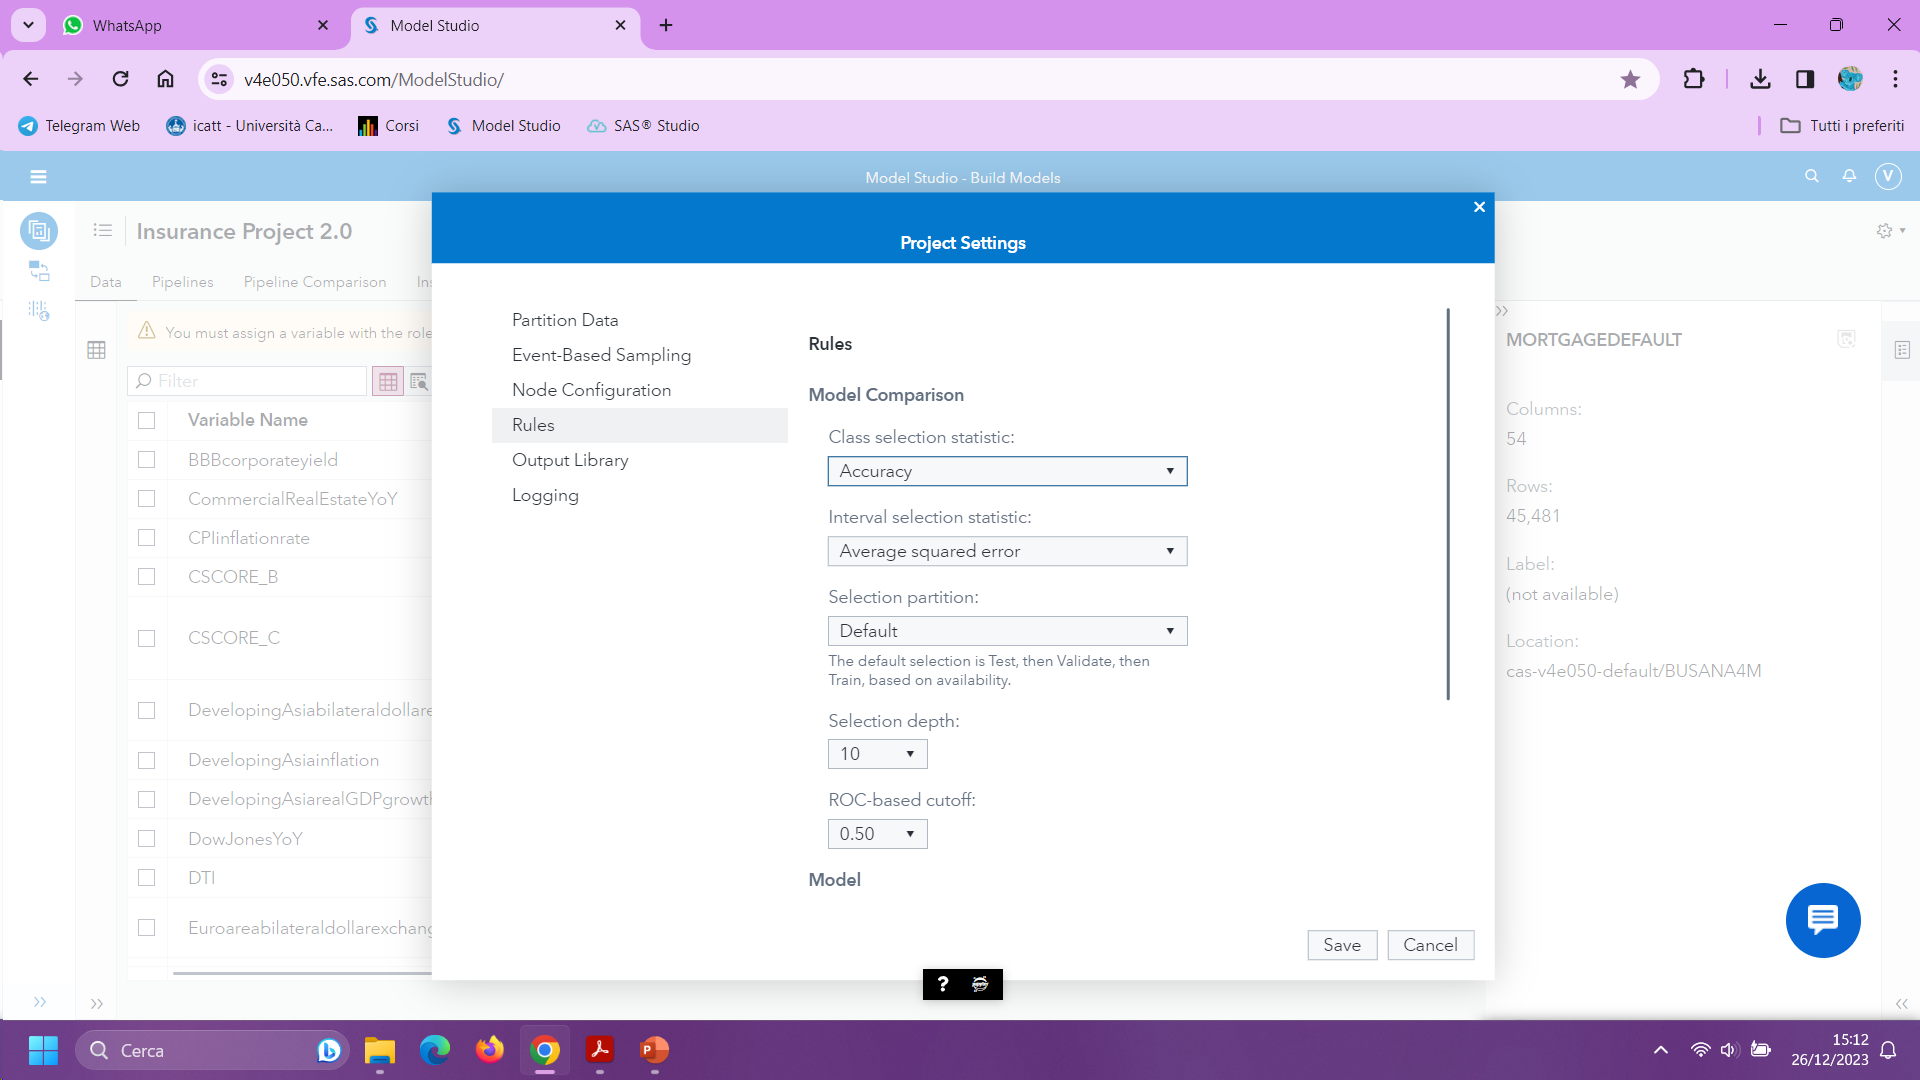 WhatsApp
Model Studio
v4e050.vfe.sas.com/ModelStudio/
Telegram Web
icatt - Università Ca...
Corsi
Model Studio
SAS® Studio
Tutti i preferiti
Model Studio - Build Models
V
Insurance Project 2.0
Data
Pipelines
Pipeline Comparison
Ins
You must assign a variable with the role
Filter
Variable Name
BBBcorporateyield
CommercialRealEstateYoY
CPIinflationrate
CSCORE_B
CSCORE_C
DevelopingAsiabilateraldollare
DevelopingAsiainflation
DevelopingAsiarealGDPgrowth
DowJonesYoY
DTI
Euroareabilateraldollarexchang
Project Settings
Partition Data
Event-Based Sampling
Node Configuration
Rules
Output Library
Logging
Rules
Model Comparison
Class selection statistic:
Accuracy
Interval selection statistic:
Average squared error
Selection partition:
Default
The default selection is Test, then Validate, then
Train, based on availability.
Selection depth:
10
ROC-based cutoff:
0.50
Model
Save
Cancel
MORTGAGEDEFAULT
Columns:
54
Rows:
45,481
Label:
(not available)
Location:
cas-v4e050-default/BUSANA4M
?
Cerca
15:12
26/12/2023